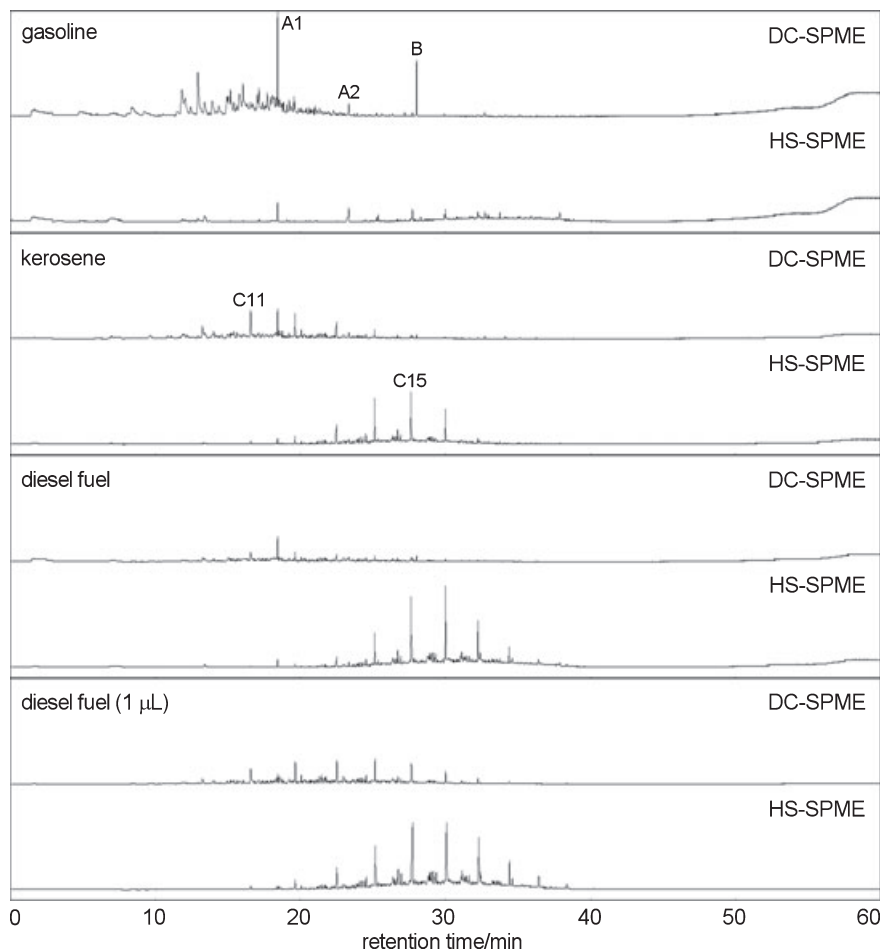 gasoline
A1
DC-SPME
B
A2
HS-SPME
kerosene
DC-SPME
C11
HS-SPME
C15
diesel fuel
DC-SPME
HS-SPME
diesel fuel (1 μL)
DC-SPME
HS-SPME
0 10 20 30 40 50 60
retention time/min